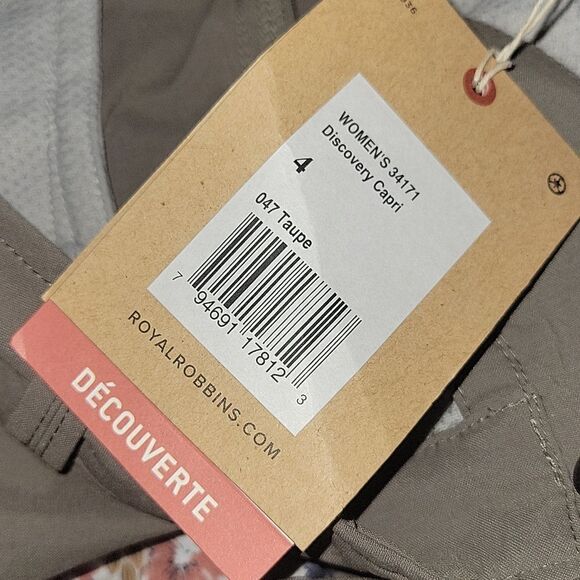 WOMEN'S 34171
Discovery Capri
4
047 Taupe
7 94691 17812 3
ROYALROBBINS.COM
DÉCOUVERTE